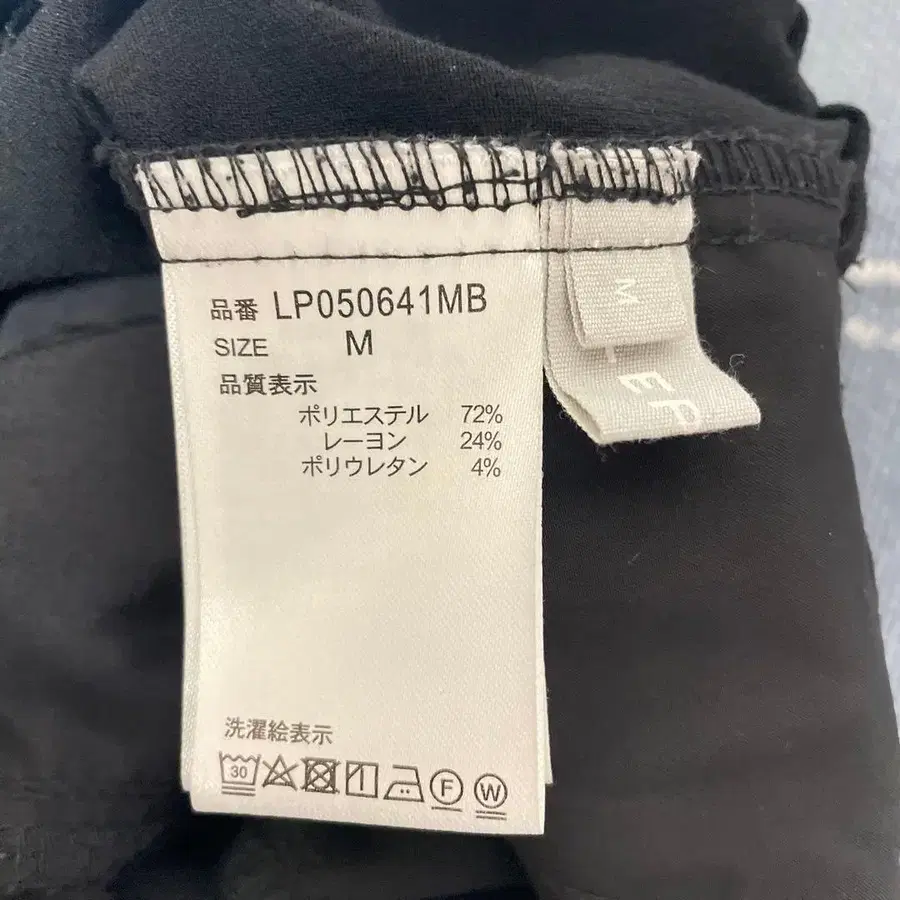 品番 LP050641MB
SIZE M
品質表示
ポリエステル 72%
レーヨン 24%
ポリウレタン 4%
洗濯絵表示
30 F W
M